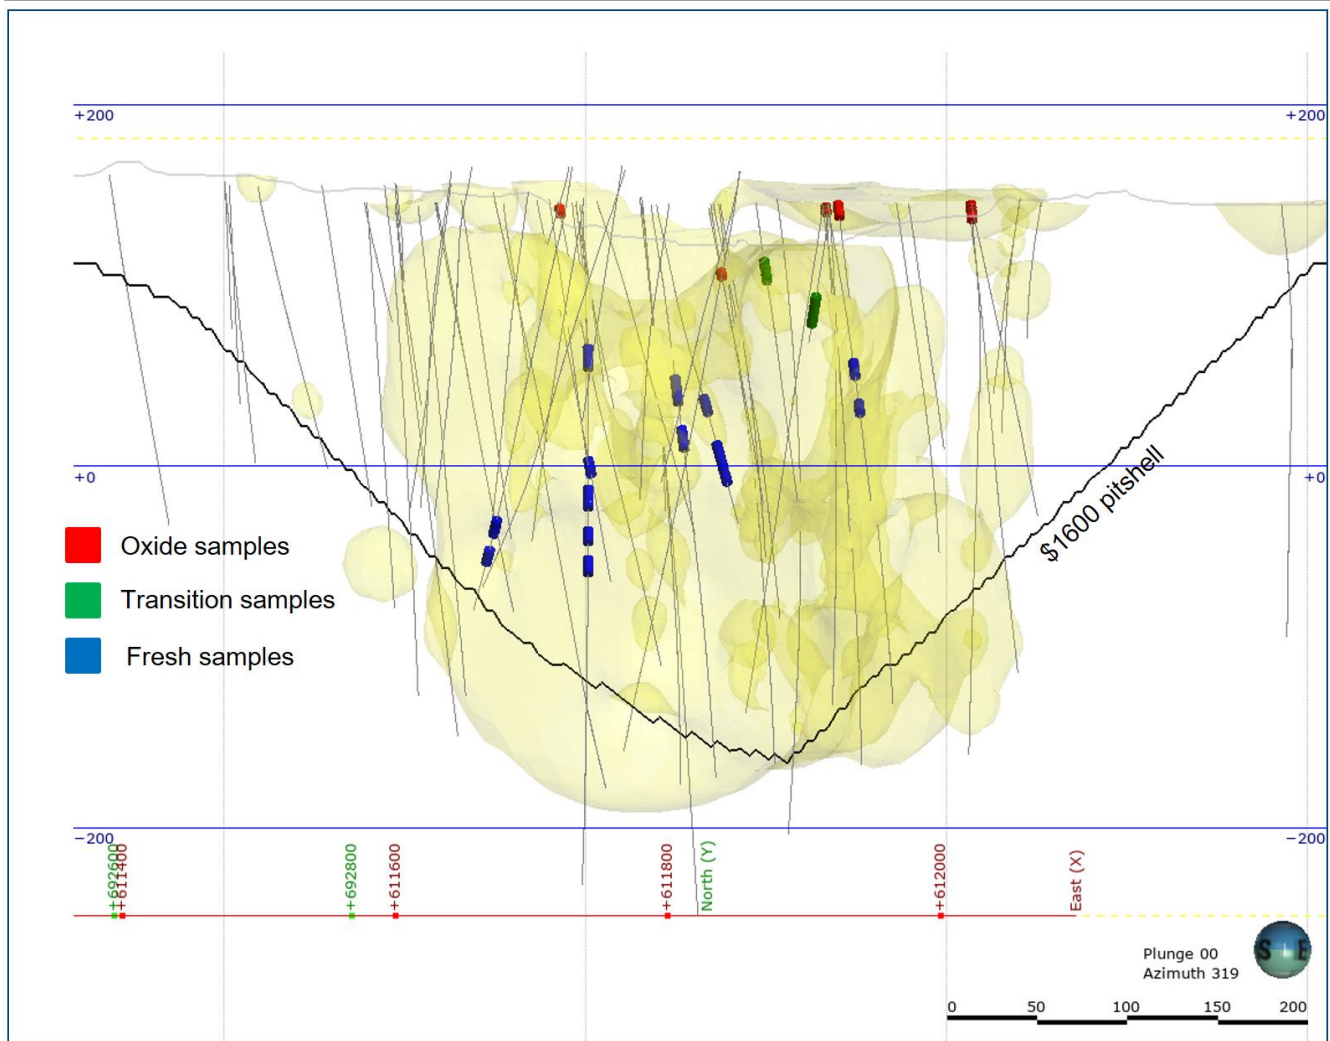 +200
+200
$1600 pitshell
+0
+0
Oxide samples
Transition samples
Fresh samples
−200
−200
+692600
+611400
+692800
+611600
+611800
North (Y)
+612000
East (X)
S E
Plunge 00
Azimuth 319
0 50 100 150 200